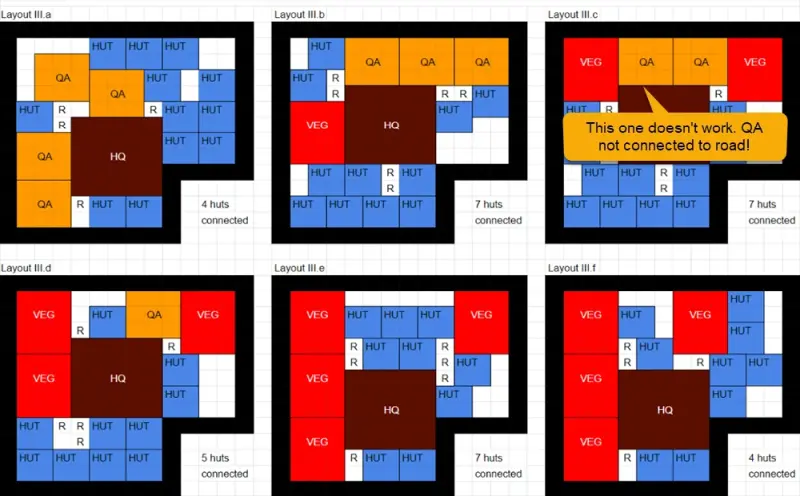 Layout III.a
HUT HUT HUT
QA HUT HUT
QA
HUT R R HUT HUT
R
HUT HUT
QA HQ
QA R HUT HUT
4 huts
connected
Layout III.b
HUT
QA QA QA
HUT R
R R R HUT
HUT
VEG HQ
HUT HUT R HUT
R
HUT HUT HUT HUT
7 huts
connected
Layout III.c
VEG QA QA VEG
R
This one doesn't work. QA
not connected to road!
HUT HUT R HUT
R
HUT HUT HUT HUT
7 huts
connected
Layout III.d
VEG HUT QA VEG
R
R
HUT
VEG HQ
HUT
HUT R R HUT HUT
R
HUT HUT HUT HUT
5 huts
connected
Layout III.e
VEG HUT HUT HUT VEG
R HUT HUT R
R R
R HUT
VEG
HUT
HQ
VEG
R HUT HUT
7 huts
connected
Layout III.f
HUT
VEG HUT VEG
HUT
R HUT
R R HUT HUT
VEG
HQ
VEG
R HUT HUT
4 huts
connected